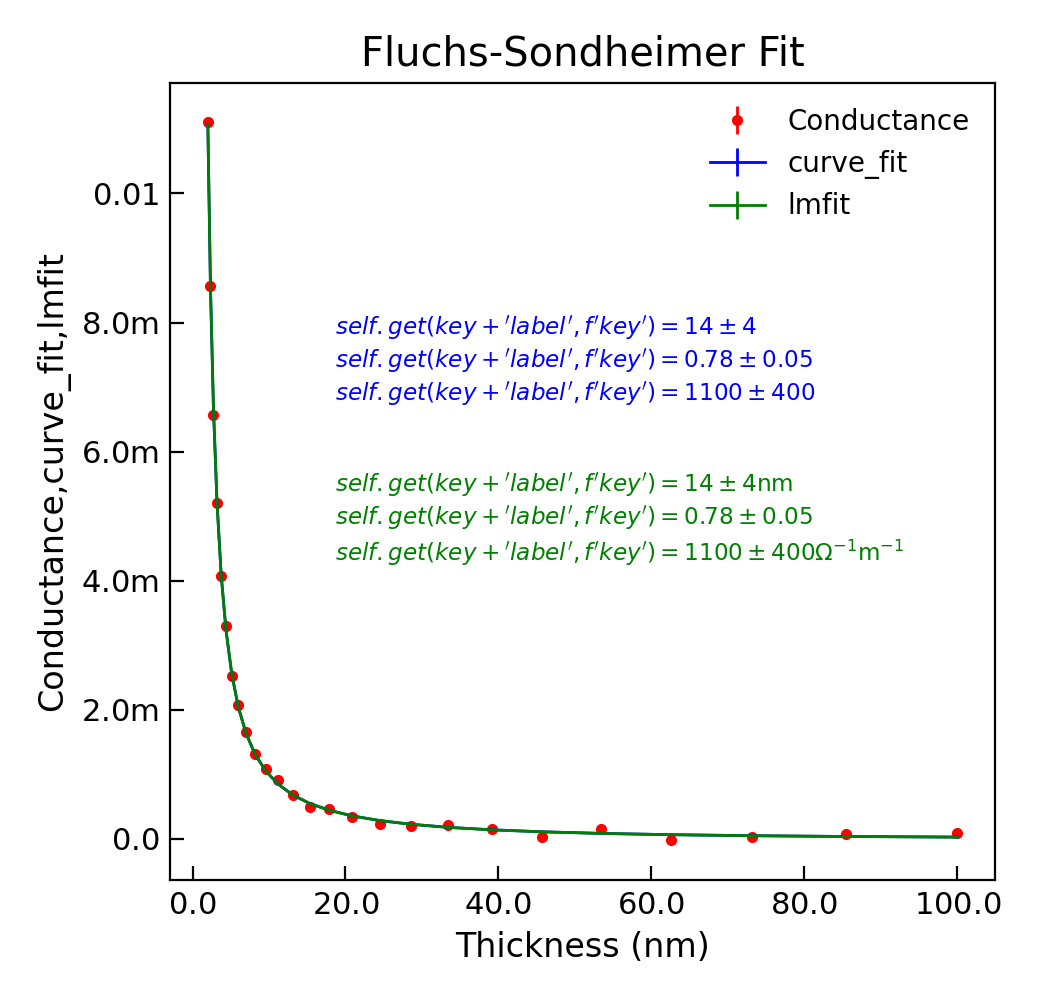 Fluchs-Sondheimer Fit
Conductance
curve_fit
lmfit
0.01
8.0m
6.0m
4.0m
2.0m
0.0
Conductance,curve_fit,lmfit
self.get(key+'label',f'key')=14±4
self.get(key+'label',f'key')=0.78±0.05
self.get(key+'label',f'key')=1100±400
self.get(key+'label',f'key')=14±4nm
self.get(key+'label',f'key')=0.78±0.05
self.get(key+'label',f'key')=1100±400Ω⁻¹m⁻¹
0.0 20.0 40.0 60.0 80.0 100.0
Thickness (nm)